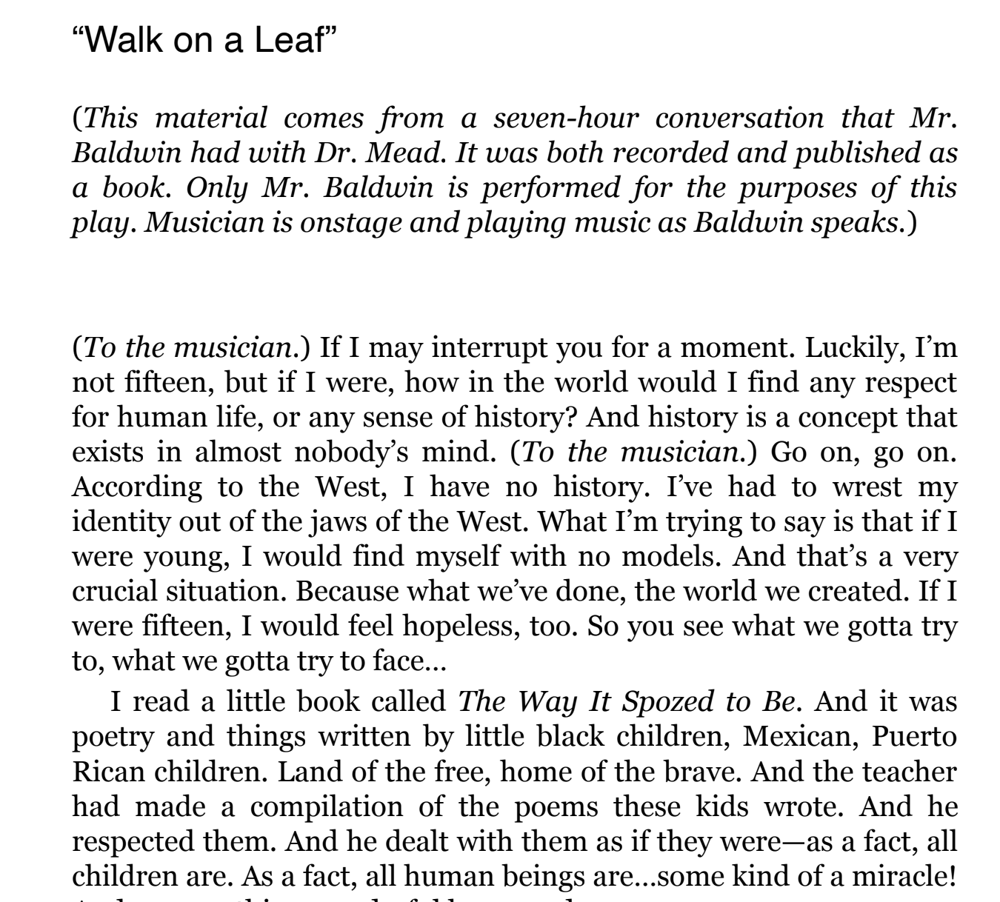 “Walk on a Leaf”
(This material comes from a seven-hour conversation that Mr.
Baldwin had with Dr. Mead. It was both recorded and published as
a book. Only Mr. Baldwin is performed for the purposes of this
play. Musician is onstage and playing music as Baldwin speaks.)
(To the musician.) If I may interrupt you for a moment. Luckily, I’m
not fifteen, but if I were, how in the world would I find any respect
for human life, or any sense of history? And history is a concept that
exists in almost nobody’s mind. (To the musician.) Go on, go on.
According to the West, I have no history. I’ve had to wrest my
identity out of the jaws of the West. What I’m trying to say is that if I
were young, I would find myself with no models. And that’s a very
crucial situation. Because what we’ve done, the world we created. If I
were fifteen, I would feel hopeless, too. So you see what we gotta try
to, what we gotta try to face…
I read a little book called The Way It Spozed to Be. And it was
poetry and things written by little black children, Mexican, Puerto
Rican children. Land of the free, home of the brave. And the teacher
had made a compilation of the poems these kids wrote. And he
respected them. And he dealt with them as if they were—as a fact, all
children are. As a fact, all human beings are…some kind of a miracle!